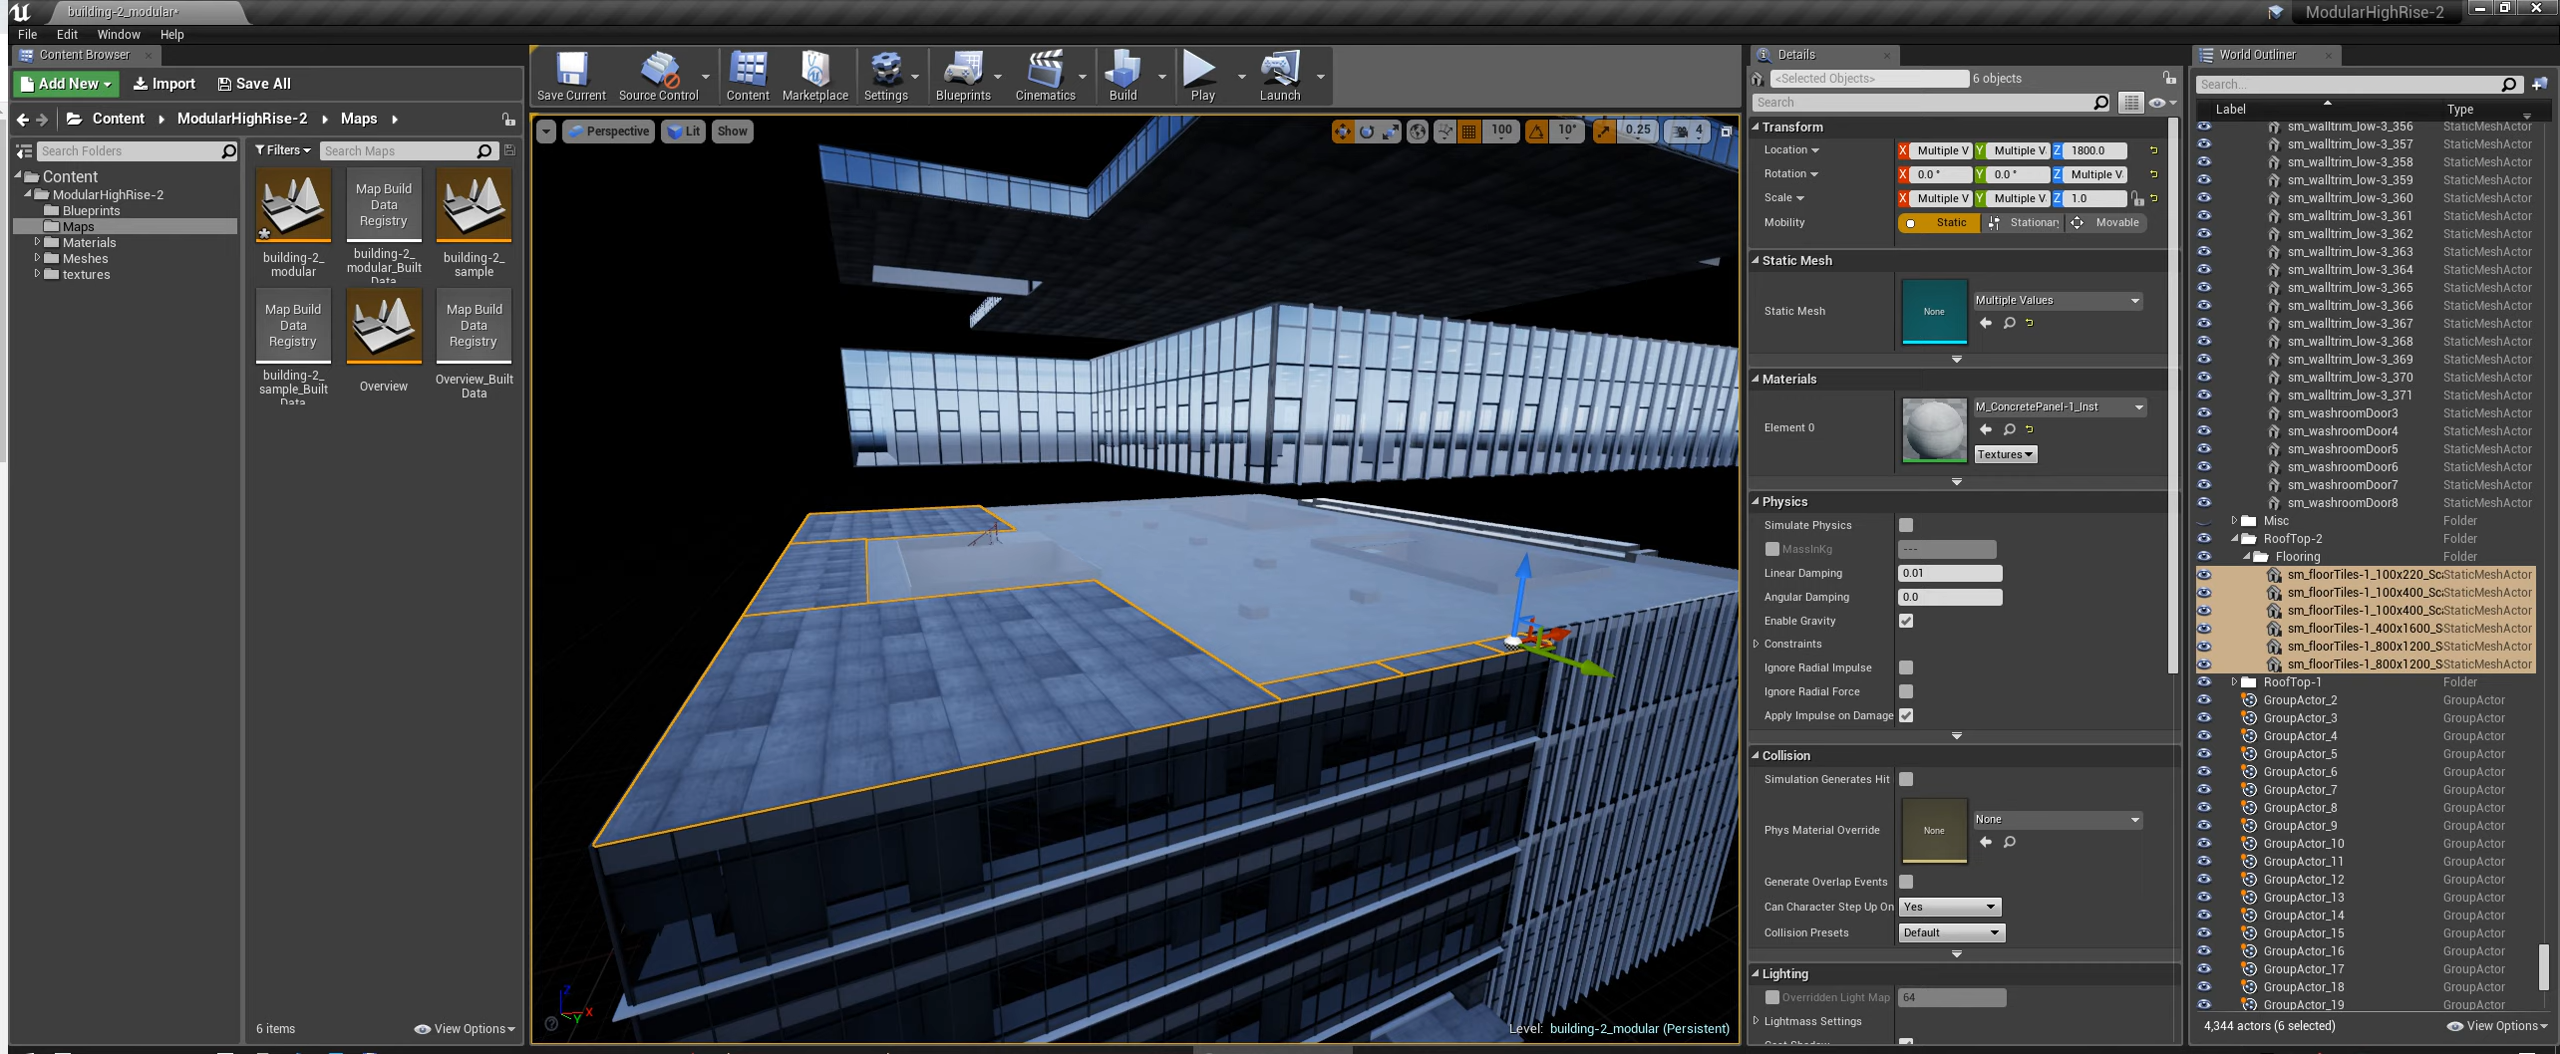 building-2_modular•
ModularHighRise-2
File Edit Window Help
Content Browser
Add New Import Save All
Content ModularHighRise-2 Maps
Search Folders
Filters Search Maps
Content
ModularHighRise-2
Blueprints
Maps
Materials
Meshes
textures
Map Build
Data
Registry
building-2_
modular
building-2_
modular_Built
Data
building-2_
sample
Map Build
Data
Registry
Map Build
Data
Registry
building-2_
sample_Built
Data
Overview
Overview_Built
Data
6 items View Options
Save Current Source Control Content Marketplace Settings Blueprints Cinematics Build Play Launch
Perspective Lit Show
100 10° 0.25 4
Z
X
Y
Level: building-2_modular (Persistent)
Details
<Selected Objects> 6 objects
Search
Transform
Location X Multiple V Y Multiple V Z 1800.0
Rotation X 0.0 ° Y 0.0 ° Z Multiple V
Scale X Multiple V Y Multiple V Z 1.0
Mobility Static Stationar Movable
Static Mesh
Static Mesh None Multiple Values
Materials
Element 0 M_ConcretePanel-1_Inst
Textures
Physics
Simulate Physics
MassInKg ---
Linear Damping 0.01
Angular Damping 0.0
Enable Gravity
Constraints
Ignore Radial Impulse
Ignore Radial Force
Apply Impulse on Damage
Collision
Simulation Generates Hit
Phys Material Override None None
Generate Overlap Events
Can Character Step Up On Yes
Collision Presets Default
Lighting
Overridden Light Map 64
Lightmass Settings
World Outliner
Search...
Label Type
sm_walltrim_low-3_356 StaticMeshActor
sm_walltrim_low-3_357 StaticMeshActor
sm_walltrim_low-3_358 StaticMeshActor
sm_walltrim_low-3_359 StaticMeshActor
sm_walltrim_low-3_360 StaticMeshActor
sm_walltrim_low-3_361 StaticMeshActor
sm_walltrim_low-3_362 StaticMeshActor
sm_walltrim_low-3_363 StaticMeshActor
sm_walltrim_low-3_364 StaticMeshActor
sm_walltrim_low-3_365 StaticMeshActor
sm_walltrim_low-3_366 StaticMeshActor
sm_walltrim_low-3_367 StaticMeshActor
sm_walltrim_low-3_368 StaticMeshActor
sm_walltrim_low-3_369 StaticMeshActor
sm_walltrim_low-3_370 StaticMeshActor
sm_walltrim_low-3_371 StaticMeshActor
sm_washroomDoor3 StaticMeshActor
sm_washroomDoor4 StaticMeshActor
sm_washroomDoor5 StaticMeshActor
sm_washroomDoor6 StaticMeshActor
sm_washroomDoor7 StaticMeshActor
sm_washroomDoor8 StaticMeshActor
Misc Folder
RoofTop-2 Folder
Flooring Folder
sm_floorTiles-1_100x220_Sc StaticMeshActor
sm_floorTiles-1_100x400_Sc StaticMeshActor
sm_floorTiles-1_100x400_Sc StaticMeshActor
sm_floorTiles-1_400x1600_S StaticMeshActor
sm_floorTiles-1_800x1200_S StaticMeshActor
sm_floorTiles-1_800x1200_S StaticMeshActor
RoofTop-1 Folder
GroupActor_2 GroupActor
GroupActor_3 GroupActor
GroupActor_4 GroupActor
GroupActor_5 GroupActor
GroupActor_6 GroupActor
GroupActor_7 GroupActor
GroupActor_8 GroupActor
GroupActor_9 GroupActor
GroupActor_10 GroupActor
GroupActor_11 GroupActor
GroupActor_12 GroupActor
GroupActor_13 GroupActor
GroupActor_14 GroupActor
GroupActor_15 GroupActor
GroupActor_16 GroupActor
GroupActor_17 GroupActor
GroupActor_18 GroupActor
GroupActor_19 GroupActor
4,344 actors (6 selected) View Options